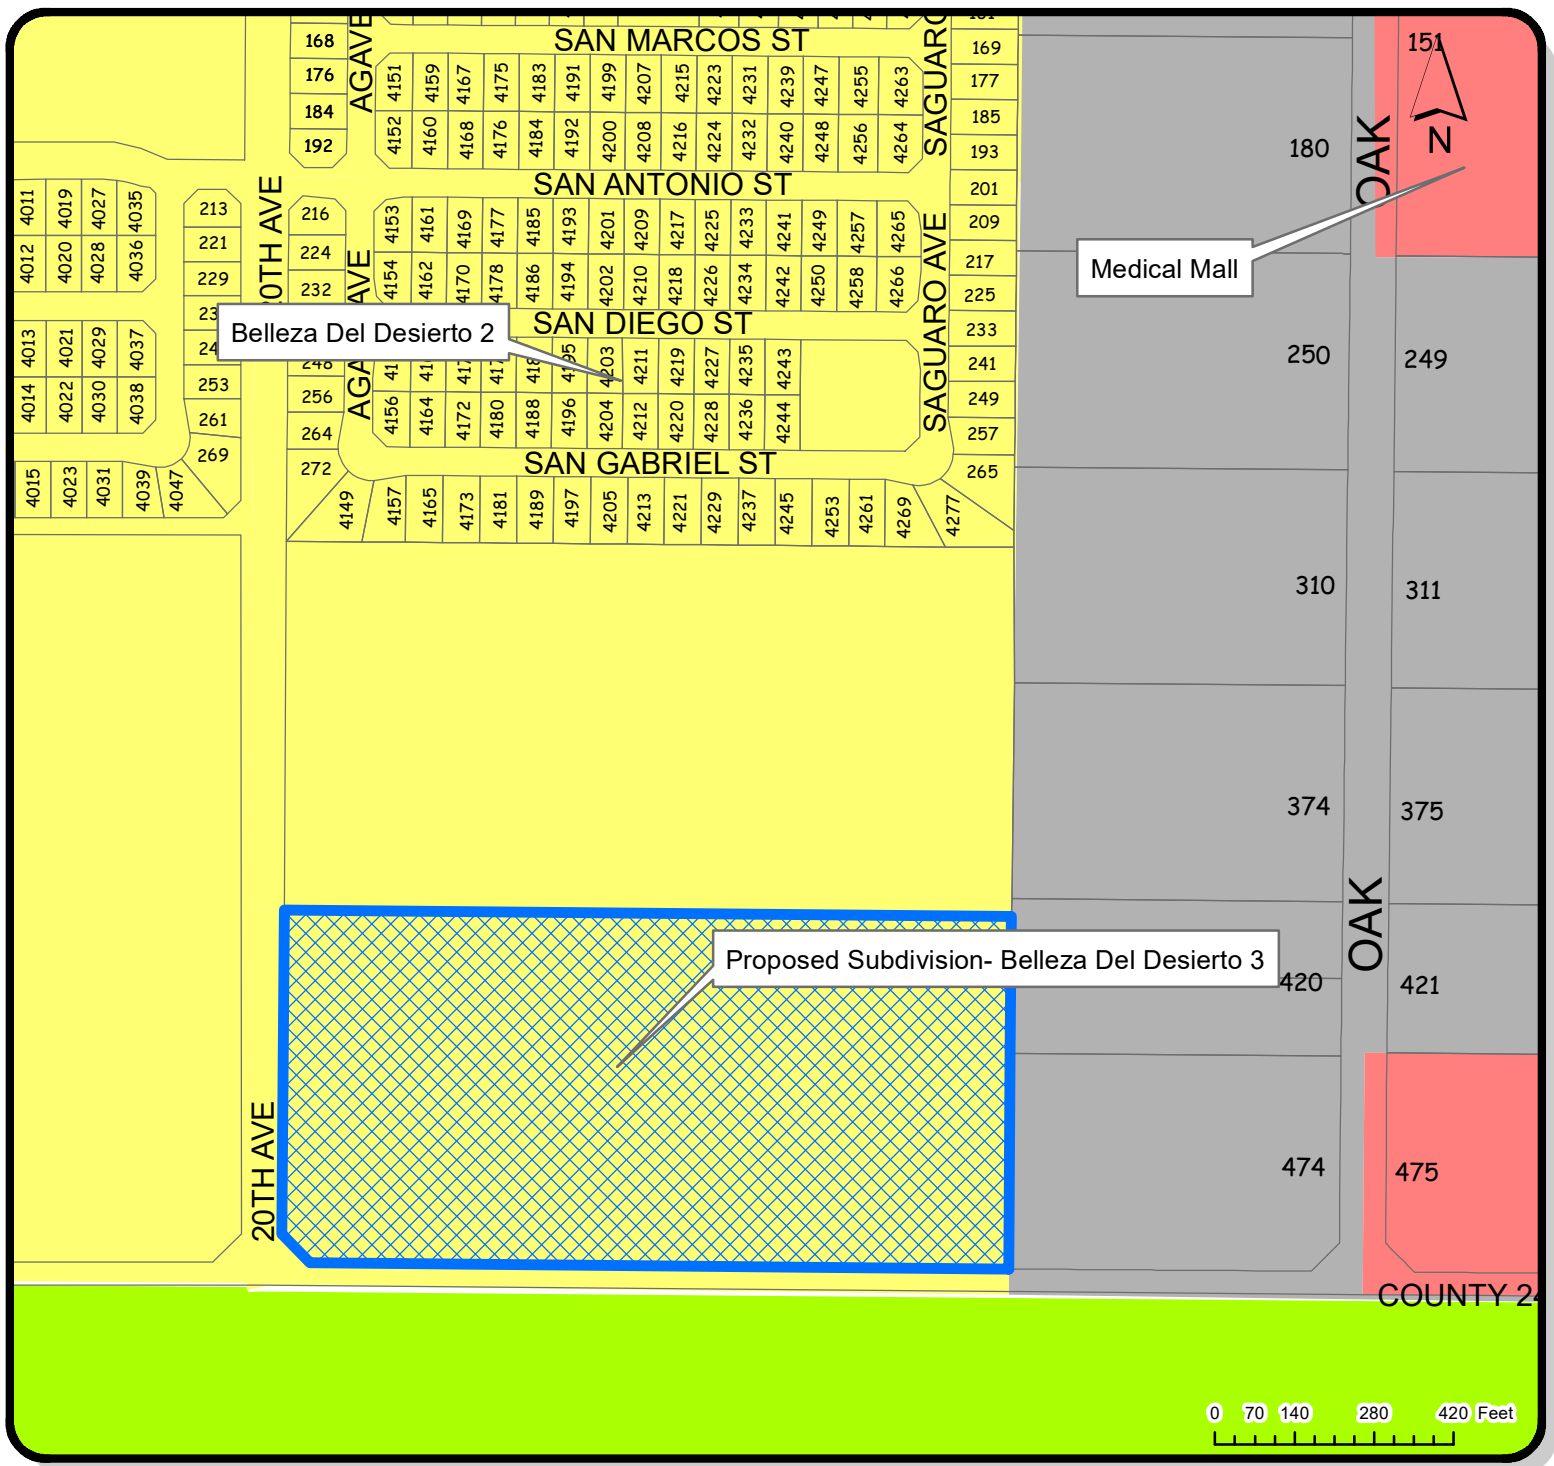 168
176
184
192
AGAVE
SAN MARCOS ST
SAGUARO
169
177
185
193
201
209
217
225
233
241
249
257
265
4151 4159 4167 4175 4183 4191 4199 4207 4215 4223 4231 4239 4247 4255 4263
4152 4160 4168 4176 4184 4192 4200 4208 4216 4224 4232 4240 4248 4256 4264
SAN ANTONIO ST
4011 4019 4027 4035
4012 4020 4028 4036
4013 4021 4029 4037
4014 4022 4030 4038
4015 4023 4031 4039 4047
213
221
229
253
261
269
20TH AVE
216
224
232
248
256
264
272
AGAVE AVE
4153 4161 4169 4177 4185 4193 4201 4209 4217 4225 4233 4241 4249 4257 4265
4154 4162 4170 4178 4186 4194 4202 4210 4218 4226 4234 4242 4250 4258 4266
SAGUARO AVE
Belleza Del Desierto 2
SAN DIEGO ST
4195 4203 4211 4219 4227 4235 4243
4156 4164 4172 4180 4188 4196 4204 4212 4220 4228 4236 4244
SAN GABRIEL ST
4149 4157 4165 4173 4181 4189 4197 4205 4213 4221 4229 4237 4245 4253 4261 4269 4277
151
N
OAK
180
Medical Mall
250
249
310
311
374
375
OAK
420
421
474
475
Proposed Subdivision- Belleza Del Desierto 3
20TH AVE
COUNTY
0 70 140 280 420 Feet